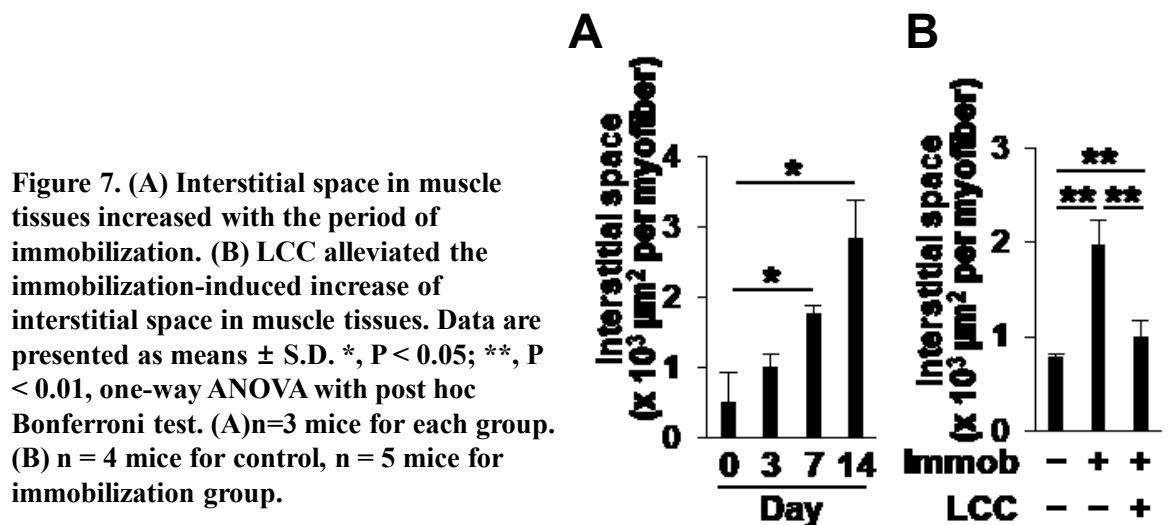 Figure 7. (A) Interstitial space in muscle
tissues increased with the period of
immobilization. (B) LCC alleviated the
immobilization-induced increase of
interstitial space in muscle tissues. Data are
presented as means ± S.D. *, P < 0.05; **, P
< 0.01, one-way ANOVA with post hoc
Bonferroni test. (A)n=3 mice for each group.
(B) n = 4 mice for control, n = 5 mice for
immobilization group.
A
Interstitial space
(x 10³ µm² per myofiber)
4
3
2
1
0
*
*
0 3 7 14
Day
B
Interstitial space
(x 10³ µm² per myofiber)
3
2
1
0
**
** **
Immob − + +
LCC − − +